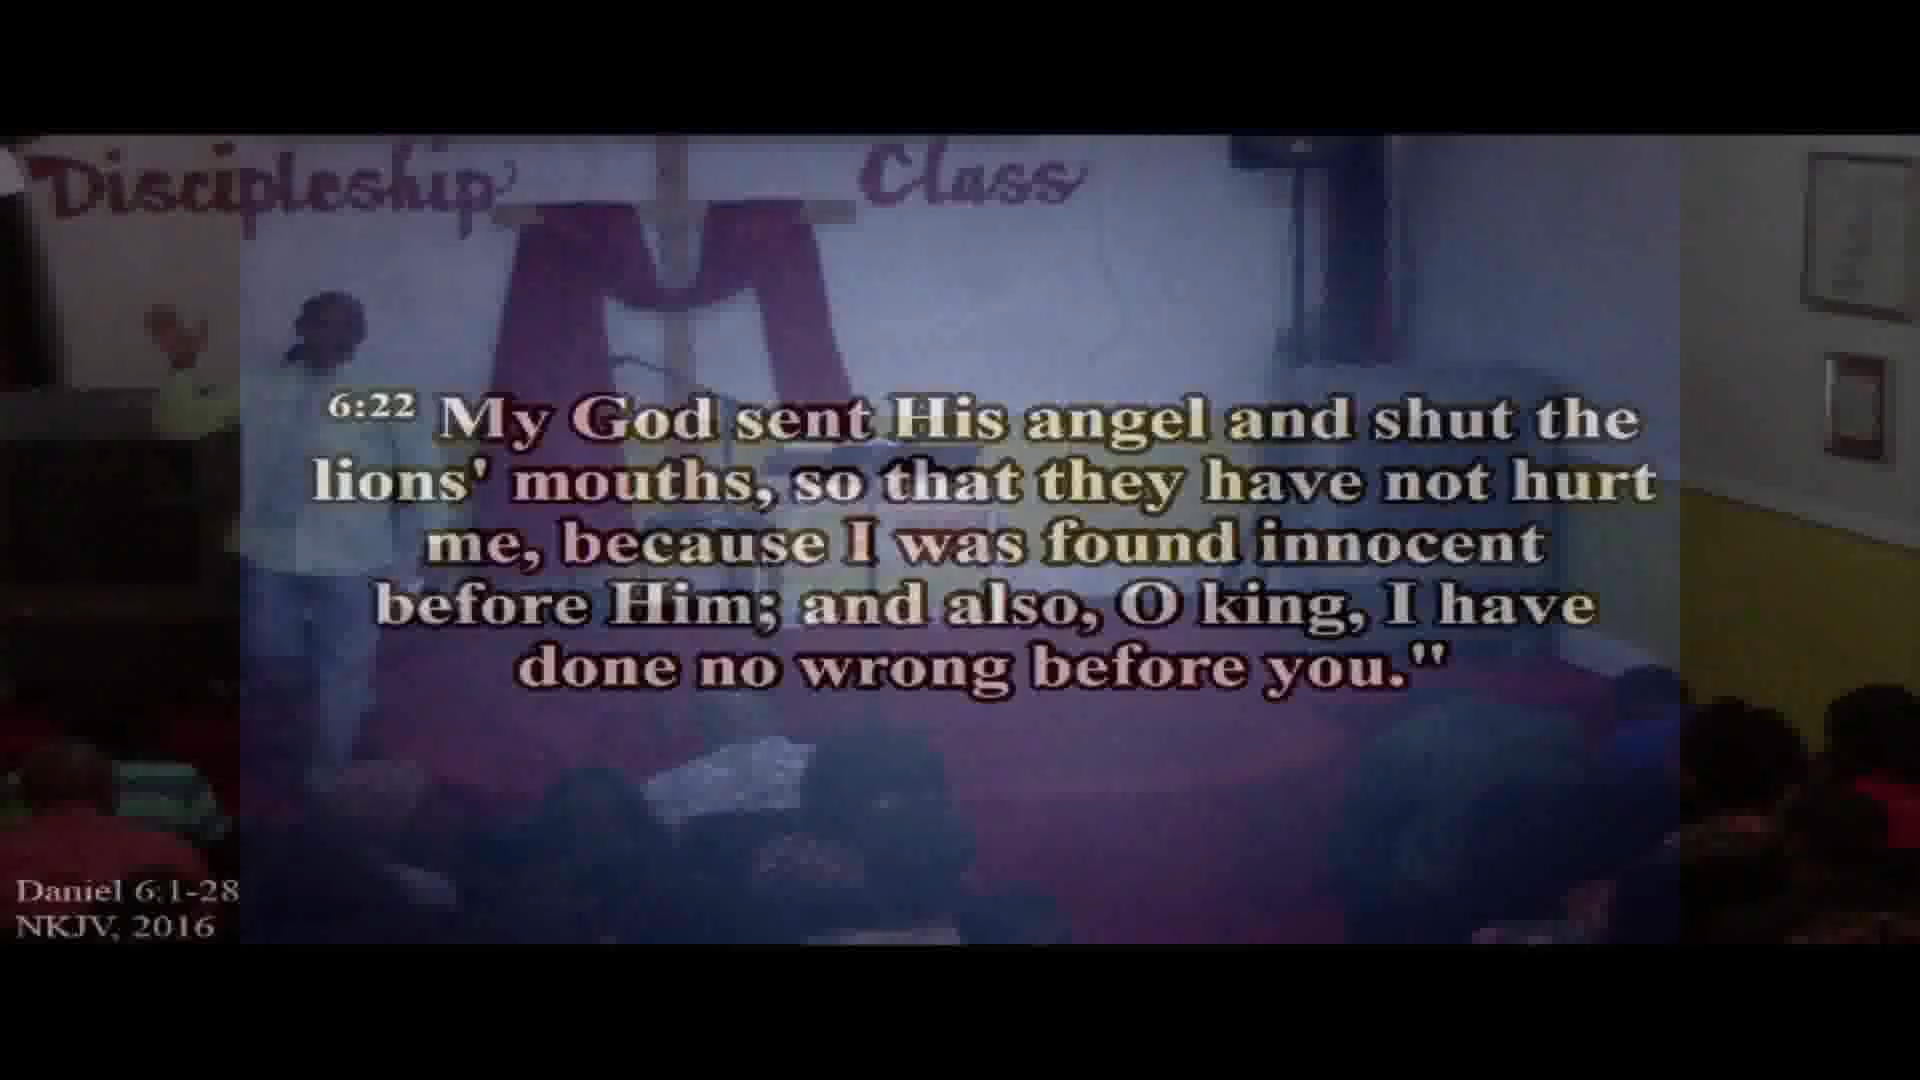 Discipleship Class
6:22 My God sent His angel and shut the
lions' mouths, so that they have not hurt
me, because I was found innocent
before Him; and also, O king, I have
done no wrong before you."
Daniel 6:1-28
NKJV, 2016